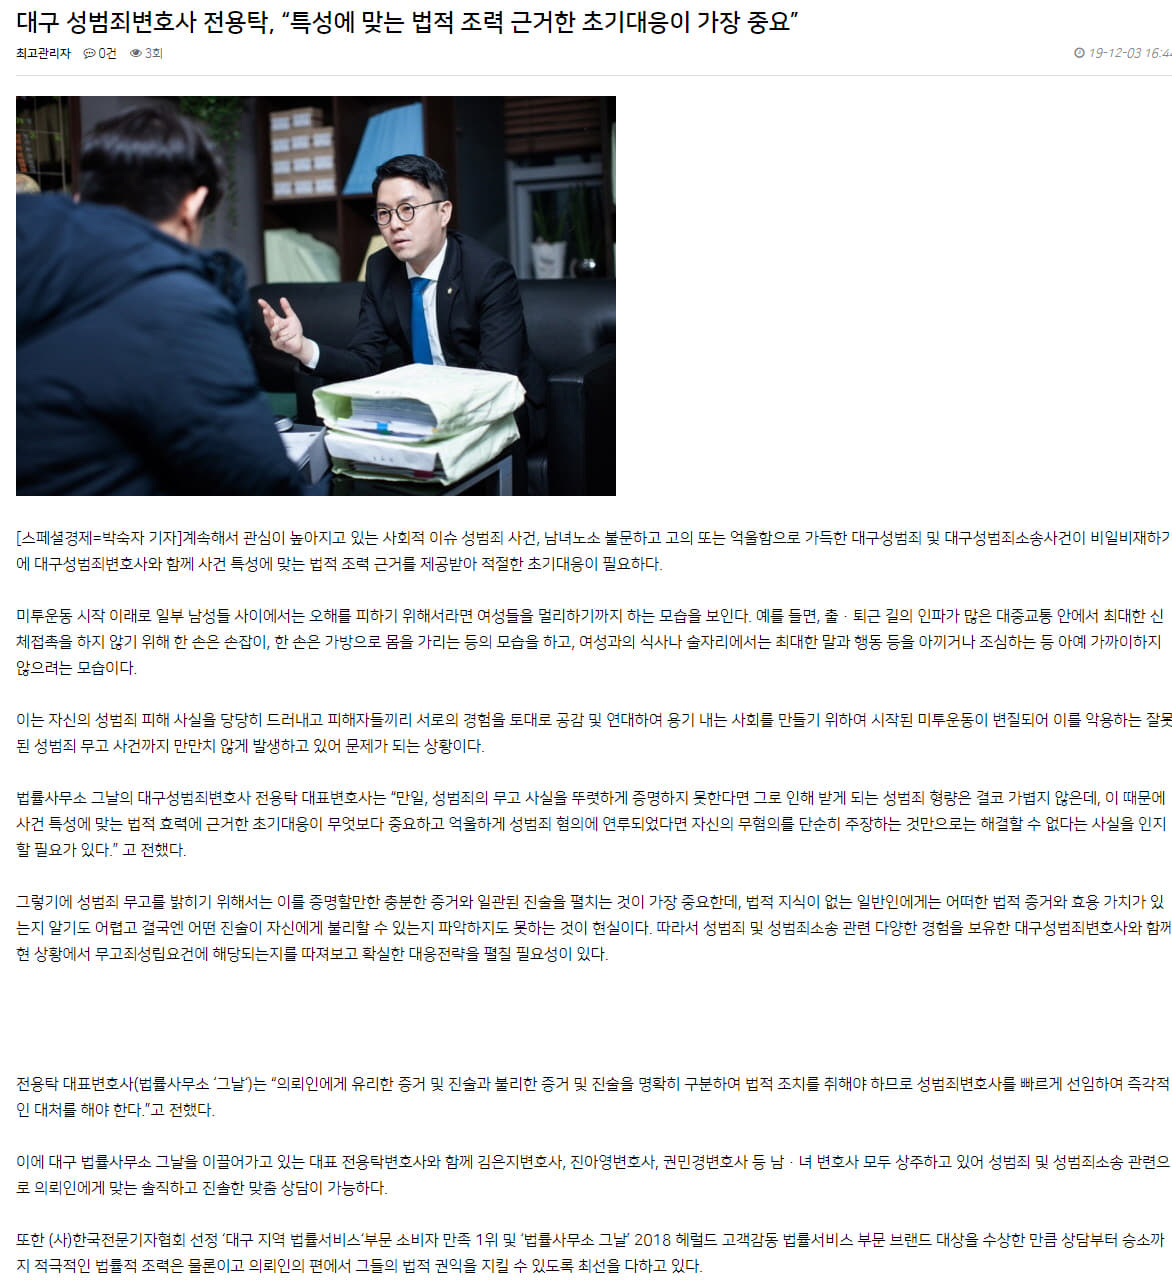 대구 성범죄변호사 전용탁, “특성에 맞는 법적 조력 근거한 초기대응이 가장 중요”
최고관리자 0건 3회 19-12-03 16:44
[스페셜경제=박숙자 기자]계속해서 관심이 높아지고 있는 사회적 이슈 성범죄 사건, 남녀노소 불문하고 고의 또는 억울함으로 가득한 대구성범죄 및 대구성범죄소송사건이 비일비재하기
에 대구성범죄변호사와 함께 사건 특성에 맞는 법적 조력 근거를 제공받아 적절한 초기대응이 필요하다.
미투운동 시작 이래로 일부 남성들 사이에서는 오해를 피하기 위해서라면 여성들을 멀리하기까지 하는 모습을 보인다. 예를 들면, 출 · 퇴근 길의 인파가 많은 대중교통 안에서 최대한 신
체접촉을 하지 않기 위해 한 손은 손잡이, 한 손은 가방으로 몸을 가리는 등의 모습을 하고, 여성과의 식사나 술자리에서는 최대한 말과 행동 등을 아끼거나 조심하는 등 아예 가까이하지
않으려는 모습이다.
이는 자신의 성범죄 피해 사실을 당당히 드러내고 피해자들끼리 서로의 경험을 토대로 공감 및 연대하여 용기 내는 사회를 만들기 위하여 시작된 미투운동이 변질되어 이를 악용하는 잘못
된 성범죄 무고 사건까지 만만치 않게 발생하고 있어 문제가 되는 상황이다.
법률사무소 그날의 대구성범죄변호사 전용탁 대표변호사는 “만일, 성범죄의 무고 사실을 뚜렷하게 증명하지 못한다면 그로 인해 받게 되는 성범죄 형량은 결코 가볍지 않은데, 이 때문에
사건 특성에 맞는 법적 효력에 근거한 초기대응이 무엇보다 중요하고 억울하게 성범죄 혐의에 연루되었다면 자신의 무혐의를 단순히 주장하는 것만으로는 해결할 수 없다는 사실을 인지
할 필요가 있다.” 고 전했다.
그렇기에 성범죄 무고를 밝히기 위해서는 이를 증명할만한 충분한 증거와 일관된 진술을 펼치는 것이 가장 중요한데, 법적 지식이 없는 일반인에게는 어떠한 법적 증거와 효용 가치가 있
는지 알기도 어렵고 결국엔 어떤 진술이 자신에게 불리할 수 있는지 파악하지도 못하는 것이 현실이다. 따라서 성범죄 및 성범죄소송 관련 다양한 경험을 보유한 대구성범죄변호사와 함께
현 상황에서 무고죄성립요건에 해당되는지를 따져보고 확실한 대응전략을 펼칠 필요성이 있다.
전용탁 대표변호사(법률사무소 ‘그날’)는 “의뢰인에게 유리한 증거 및 진술과 불리한 증거 및 진술을 명확히 구분하여 법적 조치를 취해야 하므로 성범죄변호사를 빠르게 선임하여 즉각적
인 대처를 해야 한다.”고 전했다.
이에 대구 법률사무소 그날을 이끌어가고 있는 대표 전용탁변호사와 함께 김은지변호사, 진아영변호사, 권민경변호사 등 남 · 녀 변호사 모두 상주하고 있어 성범죄 및 성범죄소송 관련으
로 의뢰인에게 맞는 솔직하고 진솔한 맞춤 상담이 가능하다.
또한 (사)한국전문기자협회 선정 ‘대구 지역 법률서비스’부문 소비자 만족 1위 및 ‘법률사무소 그날’ 2018 헤럴드 고객감동 법률서비스 부문 브랜드 대상을 수상한 만큼 상담부터 승소까
지 적극적인 법률적 조력은 물론이고 의뢰인의 편에서 그들의 법적 권익을 지킬 수 있도록 최선을 다하고 있다.